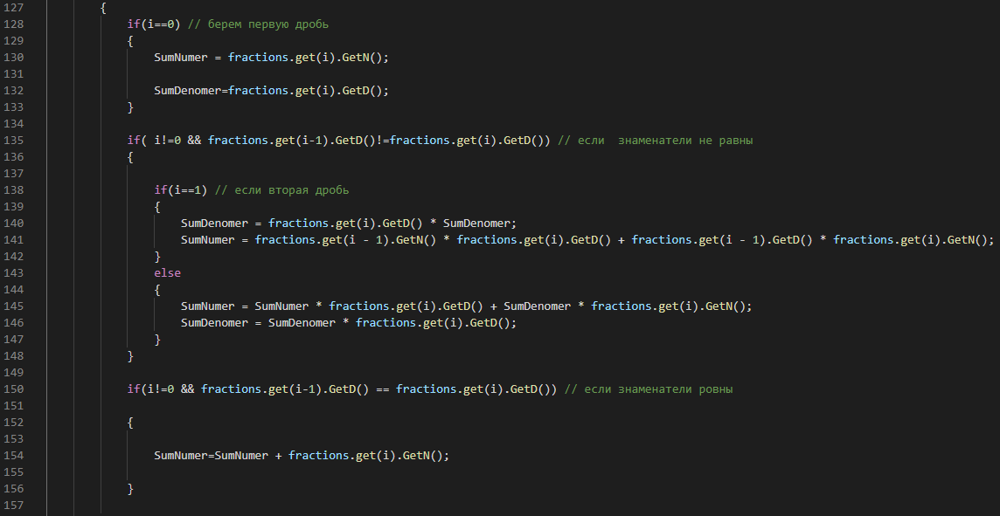 127 {
128 if(i==0) // берем первую дробь
129 {
130 SumNumer = fractions.get(i).GetN();
131
132 SumDenomer=fractions.get(i).GetD();
133 }
134
135 if( i!=0 && fractions.get(i-1).GetD()!=fractions.get(i).GetD()) // если  знаменатели не равны
136 {
137
138 if(i==1) // если вторая дробь
139 {
140 SumDenomer = fractions.get(i).GetD() * SumDenomer;
141 SumNumer = fractions.get(i - 1).GetN() * fractions.get(i).GetD() + fractions.get(i - 1).GetD() * fractions.get(i).GetN();
142 }
143 else
144 {
145 SumNumer = SumNumer * fractions.get(i).GetD() + SumDenomer * fractions.get(i).GetN();
146 SumDenomer = SumDenomer * fractions.get(i).GetD();
147 }
148 }
149
150 if(i!=0 && fractions.get(i-1).GetD() == fractions.get(i).GetD()) // если знаменатели ровны
151
152 {
153
154 SumNumer=SumNumer + fractions.get(i).GetN();
155
156 }
157